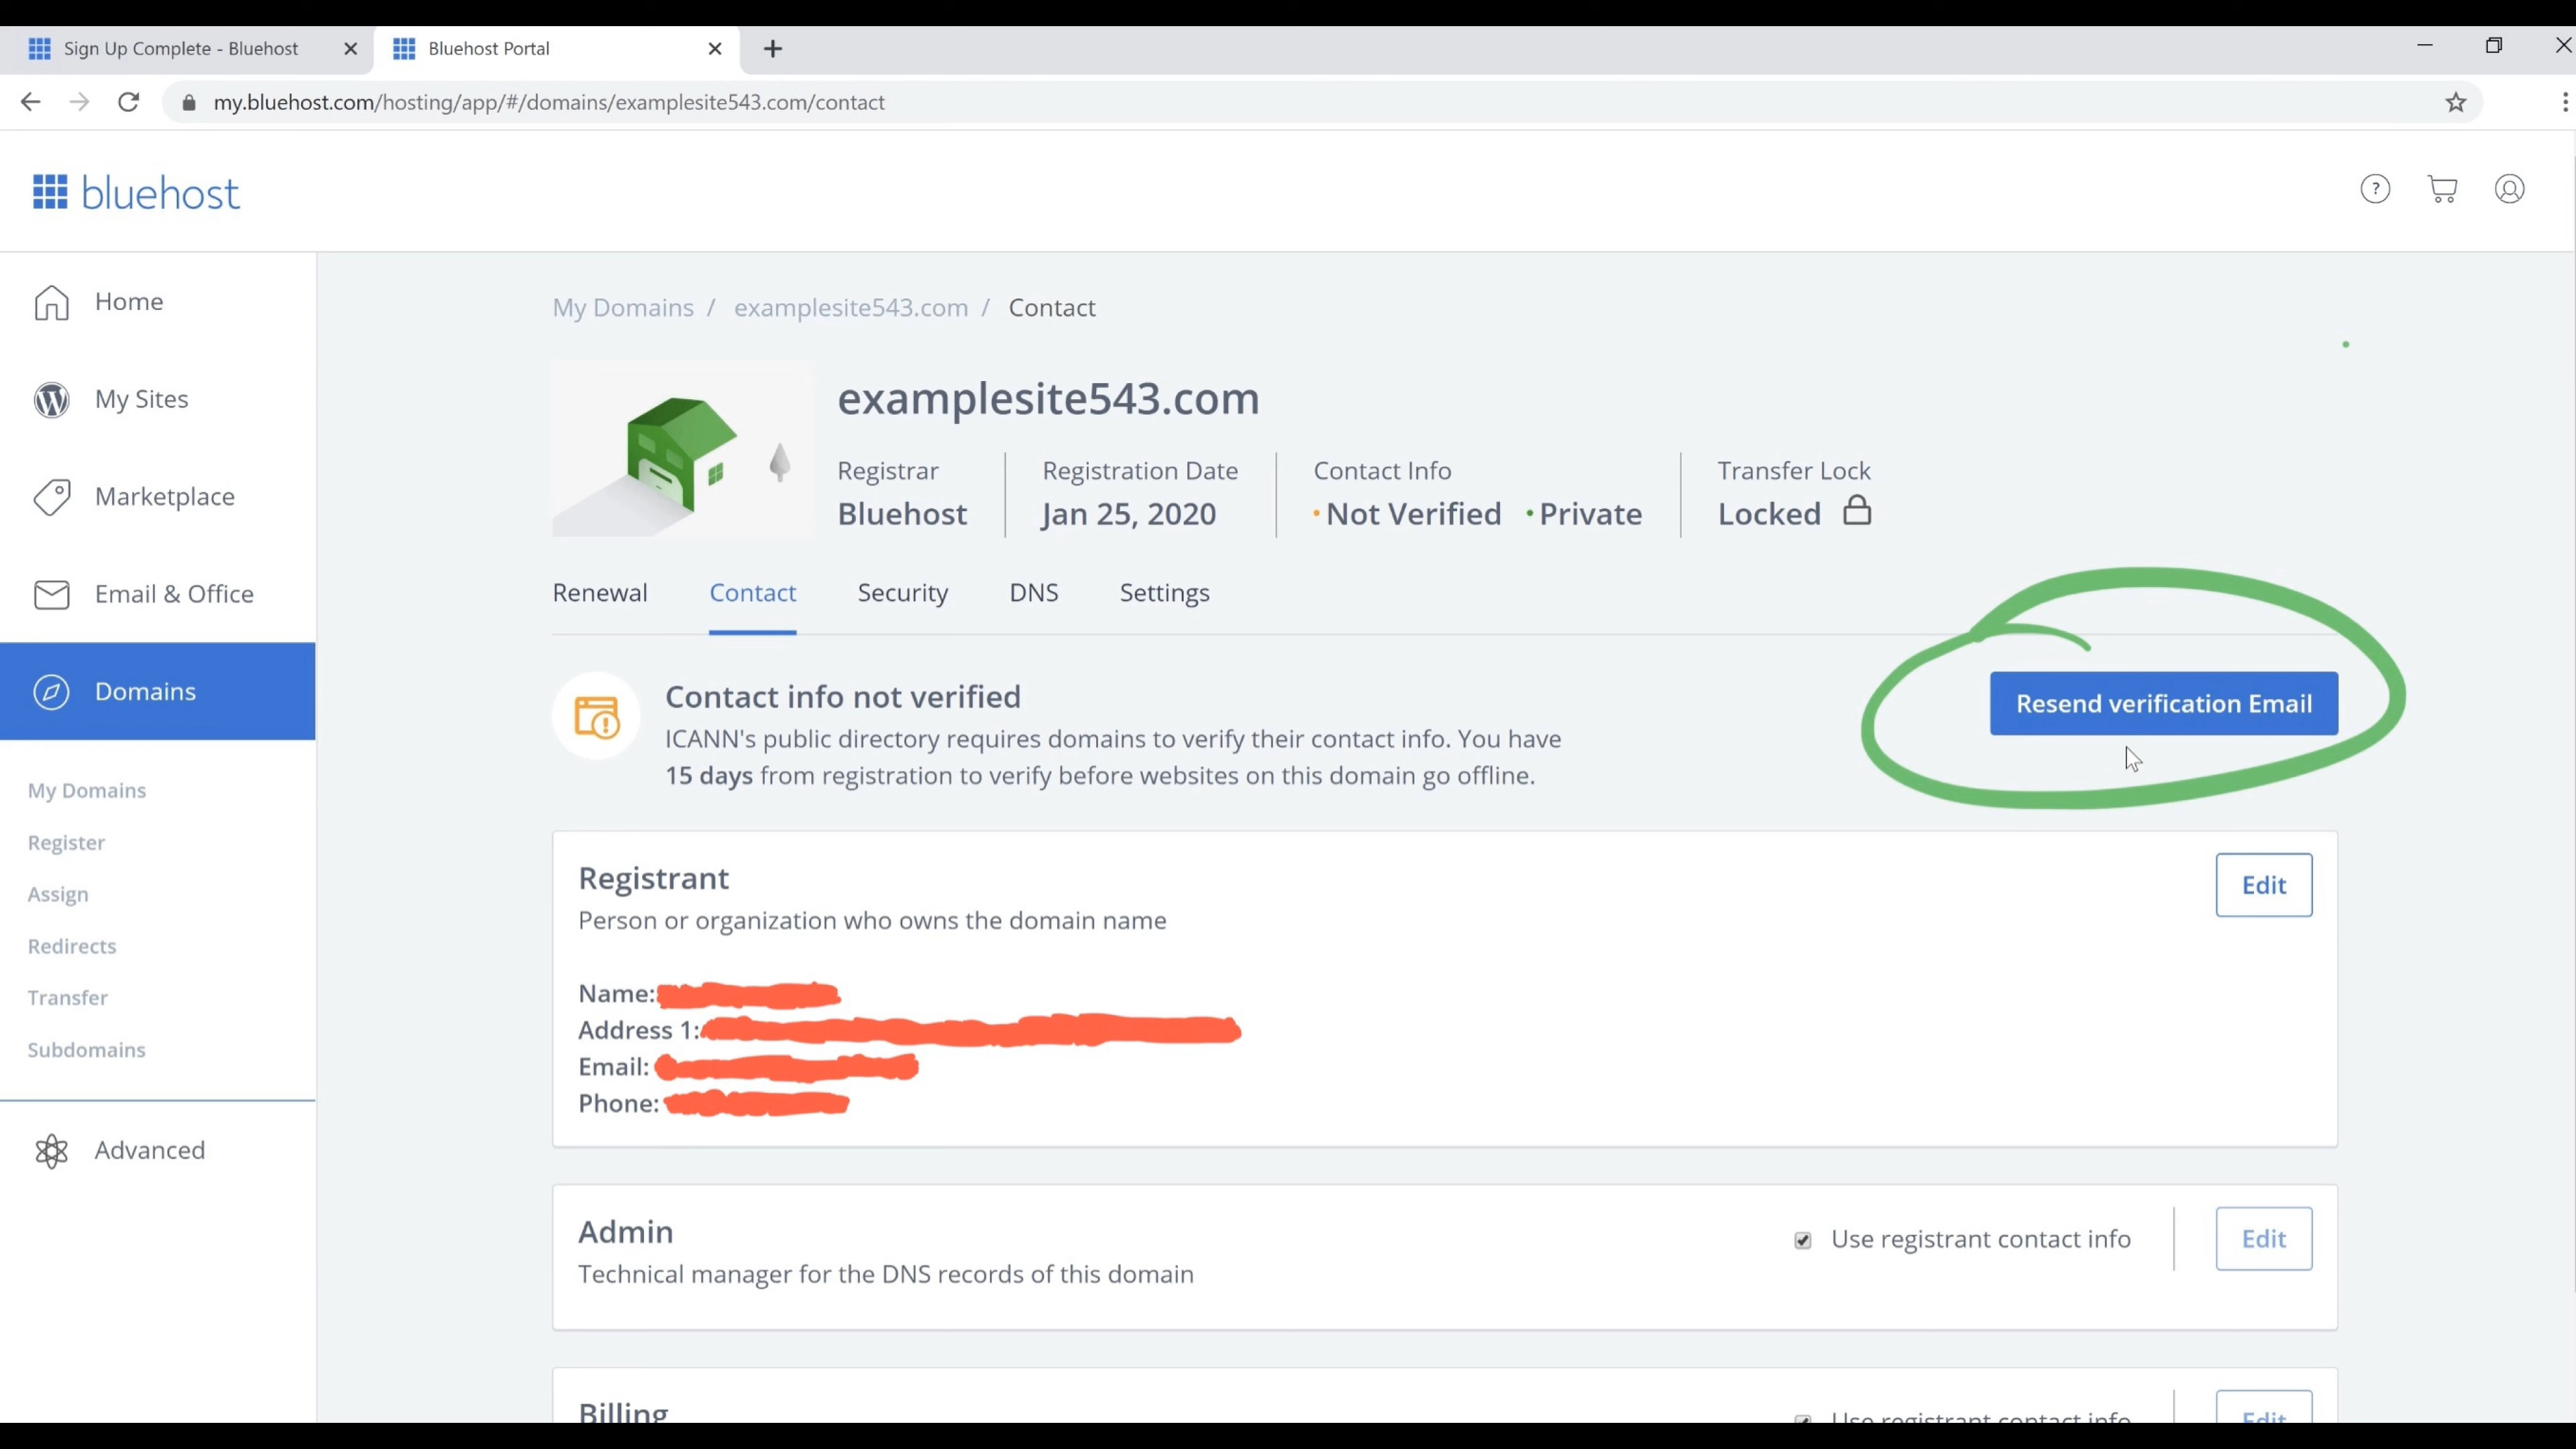 Sign Up Complete - Bluehost
Bluehost Portal
my.bluehost.com/hosting/app/#/domains/examplesite543.com/contact
bluehost
?
Home
My Sites
Marketplace
Email & Office
Domains
My Domains
Register
Assign
Redirects
Transfer
Subdomains
Advanced
My Domains / examplesite543.com / Contact
examplesite543.com
Registrar
Bluehost
Registration Date
Jan 25, 2020
Contact Info
Not Verified • Private
Transfer Lock
Locked
Renewal Contact Security DNS Settings
Contact info not verified
ICANN's public directory requires domains to verify their contact info. You have
15 days from registration to verify before websites on this domain go offline.
Resend verification Email
Registrant
Person or organization who owns the domain name
Edit
Name:
Address 1:
Email:
Phone:
Admin
Technical manager for the DNS records of this domain
Use registrant contact info
Edit
Billing
Use registrant contact info
Edit